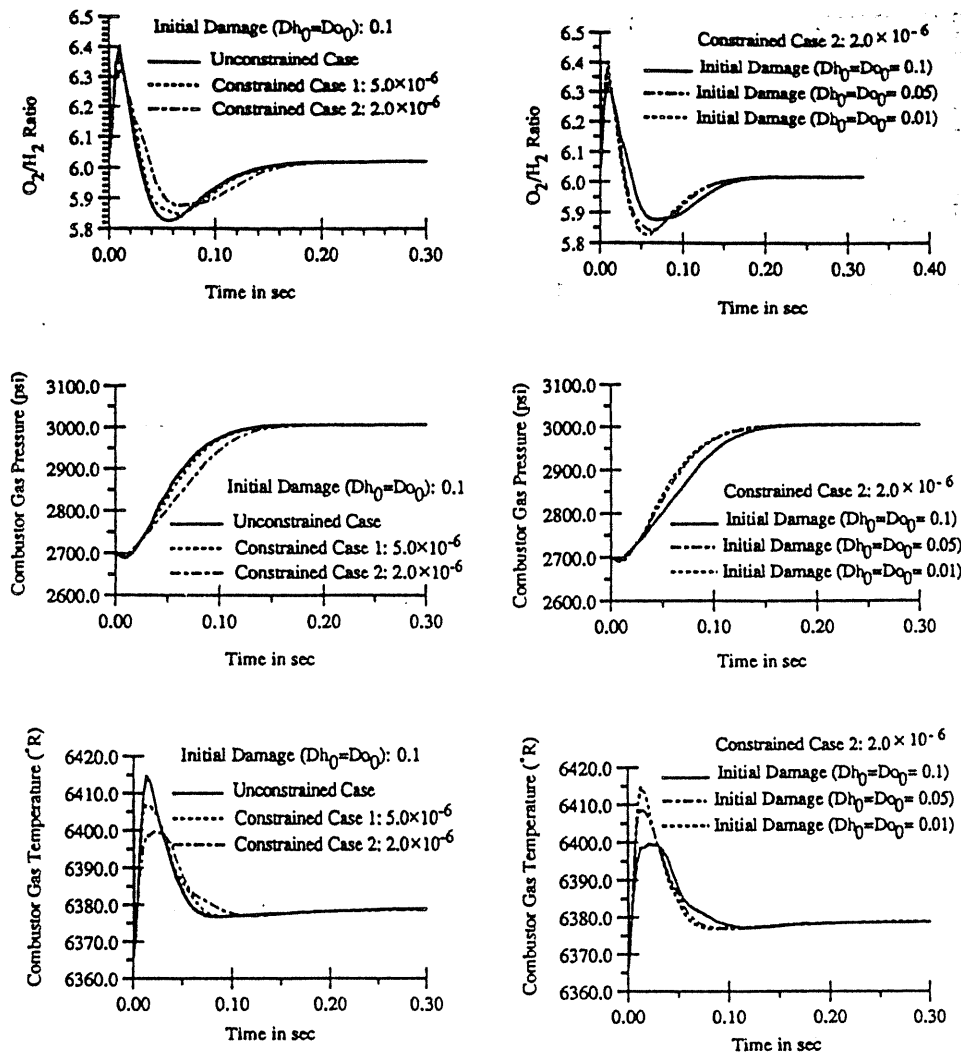 O2/H2 Ratio
6.5
6.4
6.3
6.2
6.1
6.0
5.9
5.8
0.00 0.10 0.20 0.30
Time in sec
Initial Damage (Dh0=Do0): 0.1
Unconstrained Case
Constrained Case 1: 5.0×10-6
Constrained Case 2: 2.0×10-6
O2/H2 Ratio
6.5
6.4
6.3
6.2
6.1
6.0
5.9
5.8
0.00 0.10 0.20 0.30 0.40
Time in sec
Constrained Case 2: 2.0×10-6
Initial Damage (Dh0=Do0= 0.1)
Initial Damage (Dh0=Do0= 0.05)
Initial Damage (Dh0=Do0= 0.01)
Combustor Gas Pressure (psi)
3100.0
3000.0
2900.0
2800.0
2700.0
2600.0
0.00 0.10 0.20 0.30
Time in sec
Initial Damage (Dh0=Do0): 0.1
Unconstrained Case
Constrained Case 1: 5.0×10-6
Constrained Case 2: 2.0×10-6
Combustor Gas Pressure (psi)
3100.0
3000.0
2900.0
2800.0
2700.0
2600.0
0.00 0.10 0.20 0.30
Time in sec
Constrained Case 2: 2.0×10-6
Initial Damage (Dh0=Do0= 0.1)
Initial Damage (Dh0=Do0= 0.05)
Initial Damage (Dh0=Do0= 0.01)
Combustor Gas Temperature (°R)
6420.0
6410.0
6400.0
6390.0
6380.0
6370.0
6360.0
0.00 0.10 0.20 0.30
Time in sec
Initial Damage (Dh0=Do0): 0.1
Unconstrained Case
Constrained Case 1: 5.0×10-6
Constrained Case 2: 2.0×10-6
Combustor Gas Temperature (°R)
6420.0
6410.0
6400.0
6390.0
6380.0
6370.0
6360.0
0.00 0.10 0.20 0.30
Time in sec
Constrained Case 2: 2.0×10-6
Initial Damage (Dh0=Do0= 0.1)
Initial Damage (Dh0=Do0= 0.05)
Initial Damage (Dh0=Do0= 0.01)